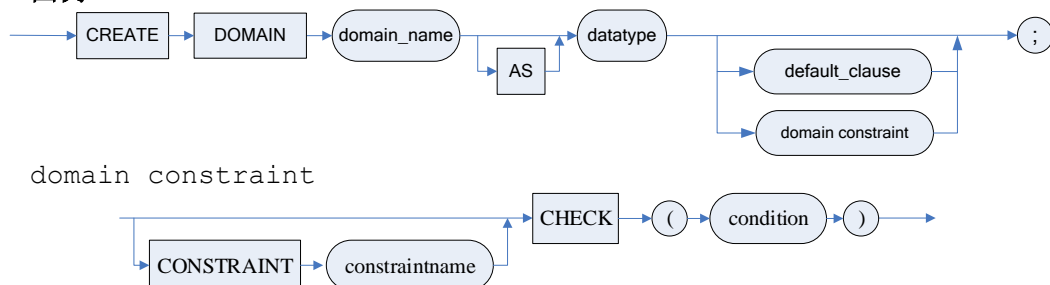 CREATE DOMAIN domain_name AS datatype default_clause domain constraint ;
domain constraint
CONSTRAINT constraintname CHECK ( condition )